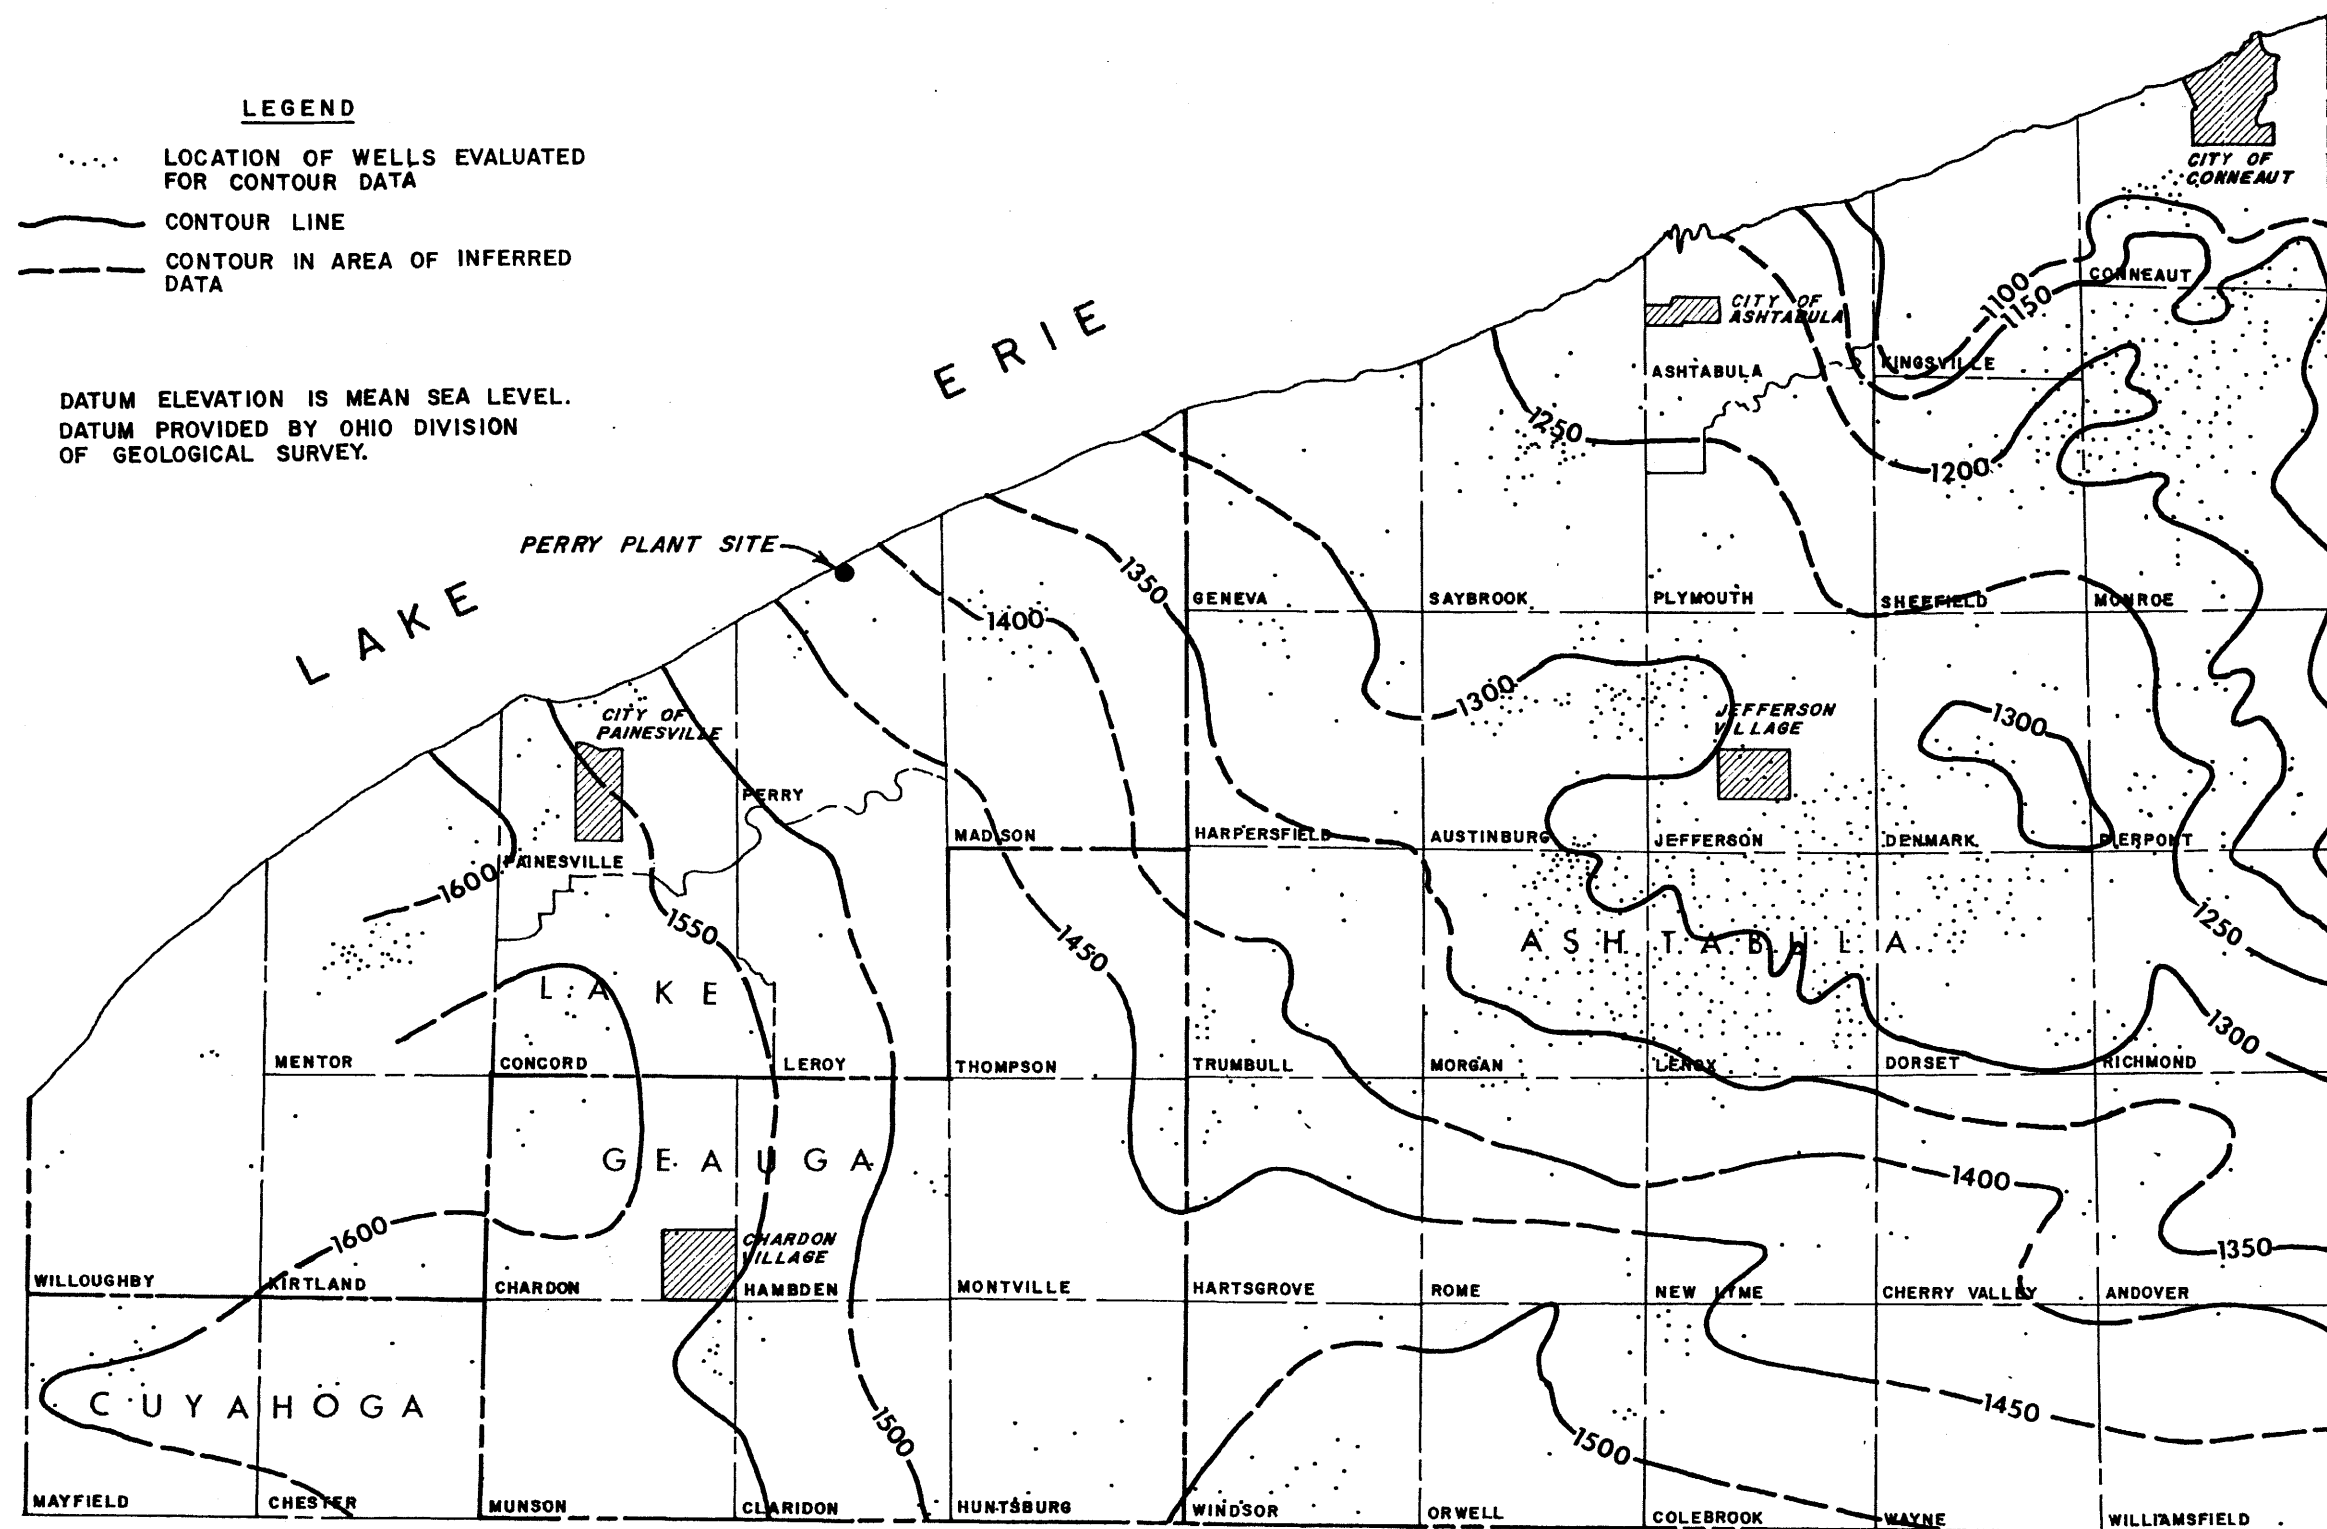 LEGEND
LOCATION OF WELLS EVALUATED
FOR CONTOUR DATA
CONTOUR LINE
CONTOUR IN AREA OF INFERRED
DATA
DATUM ELEVATION IS MEAN SEA LEVEL.
DATUM PROVIDED BY OHIO DIVISION
OF GEOLOGICAL SURVEY.
LAKE ERIE
PERRY PLANT SITE
CITY OF
CONNEAUT
CONNEAUT
1100
1150
CITY OF
ASHTABULA
ASHTABULA
KINGSVILLE
1250
1200
1350
1400
GENEVA
SAYBROOK
PLYMOUTH
SHEFFIELD
MONROE
1300
JEFFERSON
VILLAGE
1300
CITY OF
PAINESVILLE
PERRY
MADISON
HARPERSFIELD
AUSTINBURG
JEFFERSON
DENMARK
PIERPONT
PAINESVILLE
1600
1550
1450
1250
ASHTABULA
LAKE
1300
MENTOR
CONCORD
LEROY
THOMPSON
TRUMBULL
MORGAN
LENOX
DORSET
RICHMOND
GEAUGA
1400
1600
CHARDON
VILLAGE
1350
WILLOUGHBY
KIRTLAND
CHARDON
HAMBDEN
MONTVILLE
HARTSGROVE
ROME
NEW LYME
CHERRY VALLEY
ANDOVER
CUYAHOGA
1500
1500
1450
MAYFIELD
CHESTER
MUNSON
CLARIDON
HUNTSBURG
WINDSOR
ORWELL
COLEBROOK
WAYNE
WILLIAMSFIELD